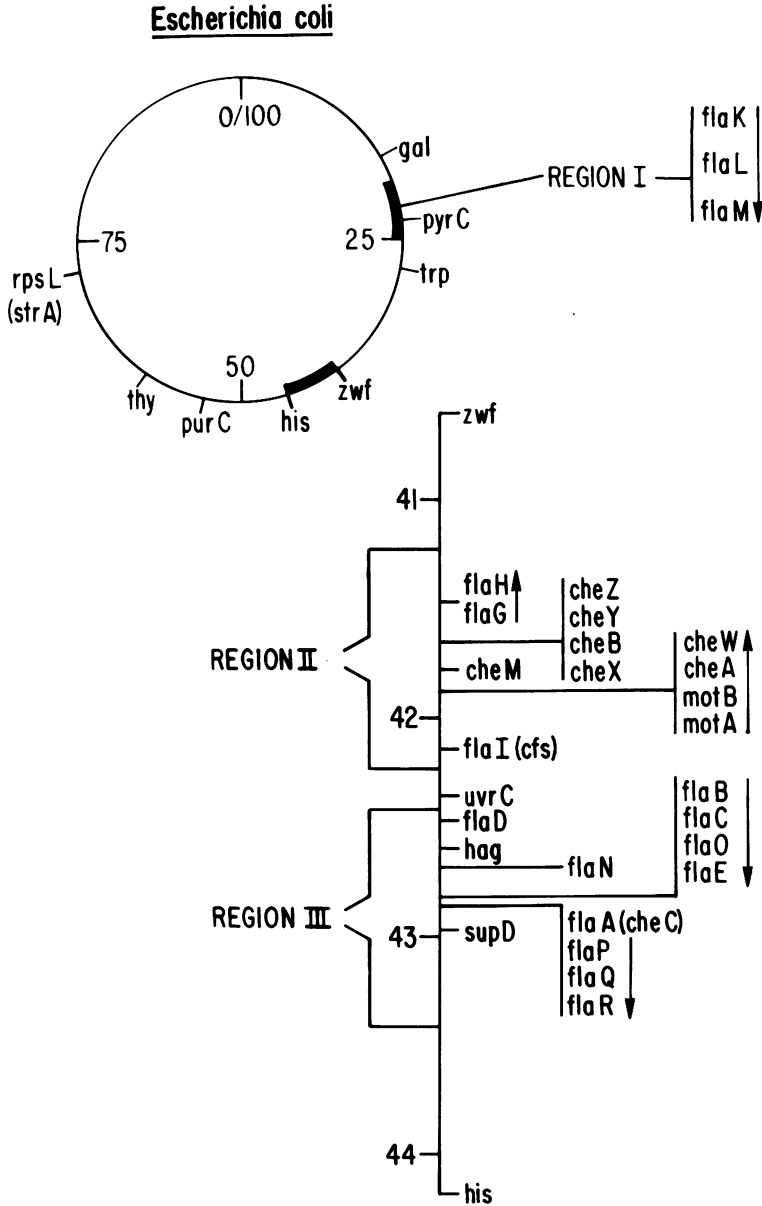 Escherichia coli
0/100
gal
REGION I
flaK
flaL
flaM
pyrC
25
75
trp
rpsL
(strA)
50
zwf
thy
purC
his
zwf
41
flaH
flaG
cheZ
cheY
cheB
cheX
REGION II
cheM
cheW
cheA
motB
motA
42
flaI (cfs)
uvrC
flaD
hag
flaN
flaB
flaC
flaO
flaE
REGION III
43
supD
flaA (cheC)
flaP
flaQ
flaR
44
his